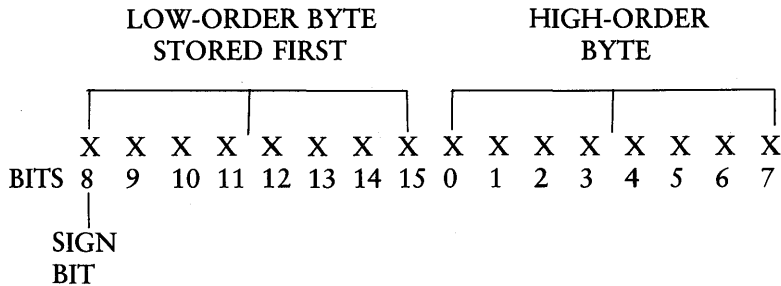 LOW-ORDER BYTE HIGH-ORDER
STORED FIRST BYTE
X X X X X X X X X X X X X X X X
BITS 8 9 10 11 12 13 14 15 0 1 2 3 4 5 6 7
SIGN
BIT